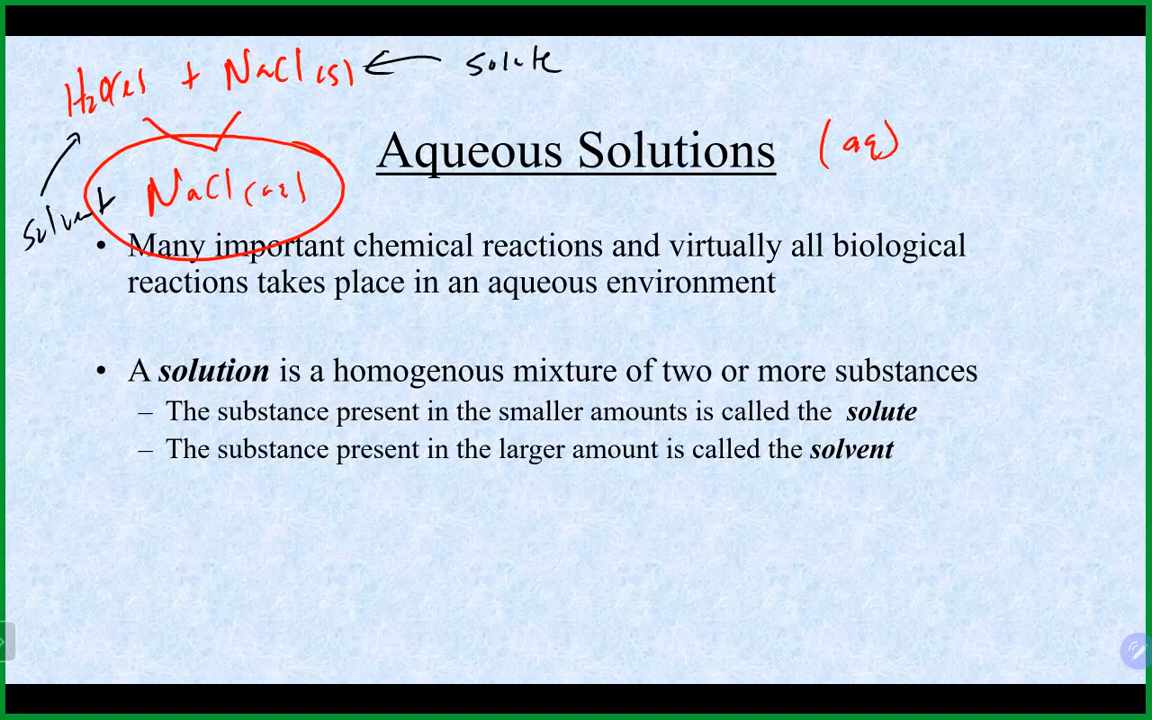 H₂O(l) + NaCl(s) ← solute
Aqueous Solutions (aq)
NaCl(aq)
solvent
• Many important chemical reactions and virtually all biological
reactions takes place in an aqueous environment
• A solution is a homogenous mixture of two or more substances
– The substance present in the smaller amounts is called the solute
– The substance present in the larger amount is called the solvent